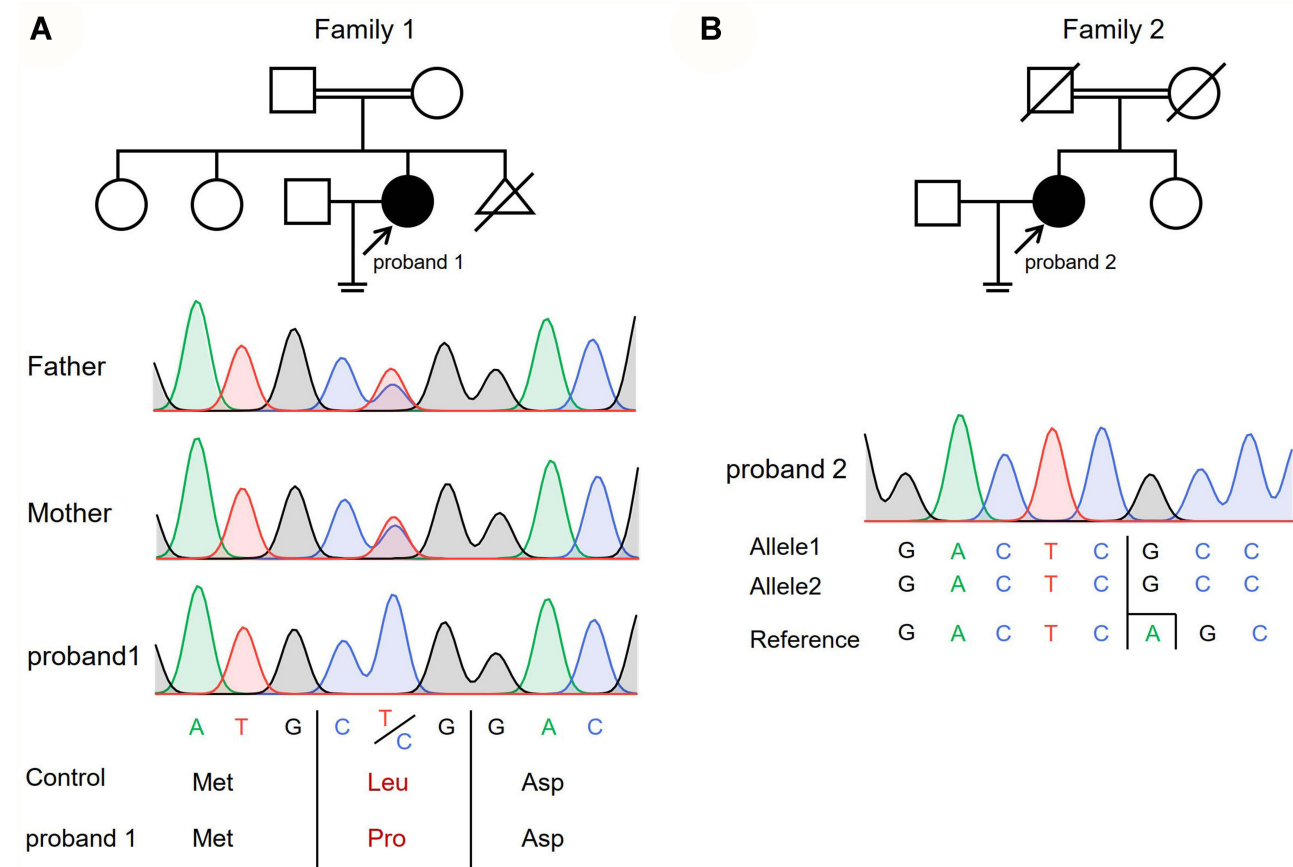 A
Family 1
proband 1
Father
Mother
proband1
A T G C T/C G G A C
Control Met Leu Asp
proband 1 Met Pro Asp
B
Family 2
proband 2
proband 2
Allele1 G A C T C G C C
Allele2 G A C T C G C C
Reference G A C T C A G C